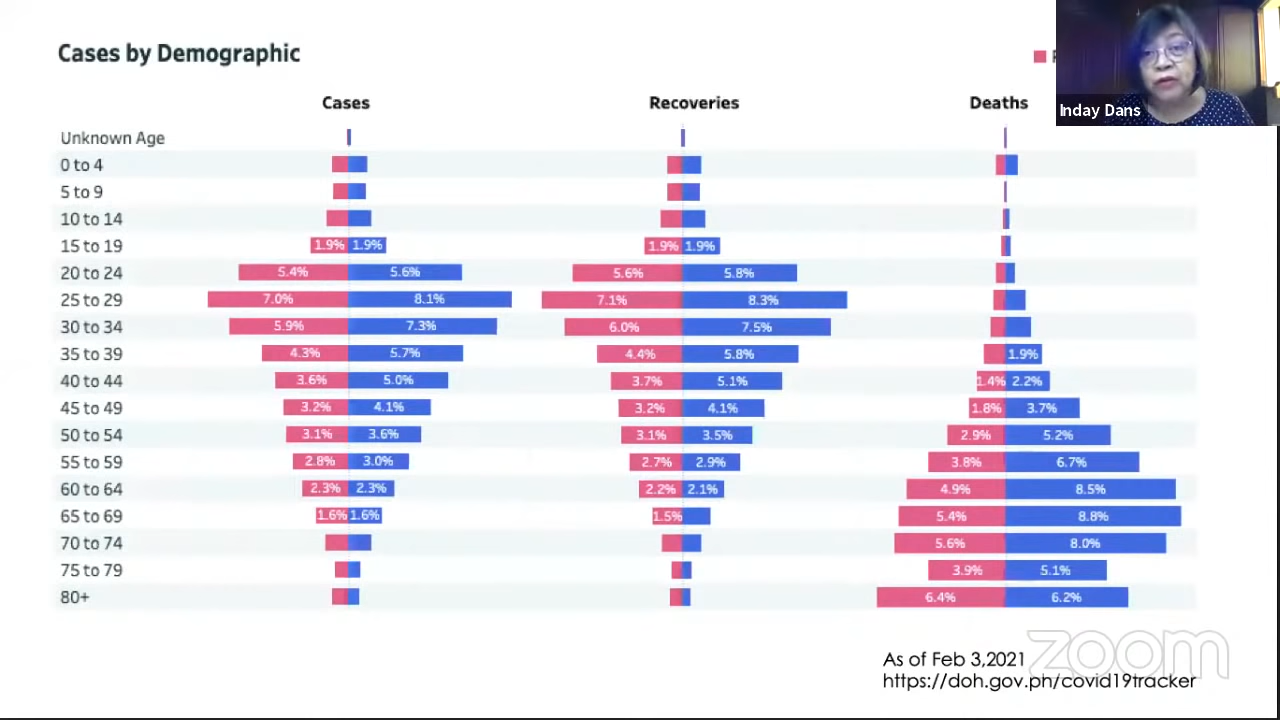 Cases by Demographic
Inday Dans
Cases Recoveries Deaths
Unknown Age
0 to 4
5 to 9
10 to 14
15 to 19 1.9% 1.9% 1.9% 1.9%
20 to 24 5.4% 5.6% 5.6% 5.8%
25 to 29 7.0% 8.1% 7.1% 8.3%
30 to 34 5.9% 7.3% 6.0% 7.5%
35 to 39 4.3% 5.7% 4.4% 5.8% 1.9%
40 to 44 3.6% 5.0% 3.7% 5.1% 1.4% 2.2%
45 to 49 3.2% 4.1% 3.2% 4.1% 1.8% 3.7%
50 to 54 3.1% 3.6% 3.1% 3.5% 2.9% 5.2%
55 to 59 2.8% 3.0% 2.7% 2.9% 3.8% 6.7%
60 to 64 2.3% 2.3% 2.2% 2.1% 4.9% 8.5%
65 to 69 1.6% 1.6% 1.5% 5.4% 8.8%
70 to 74 5.6% 8.0%
75 to 79 3.9% 5.1%
80+ 6.4% 6.2%
zoom
As of Feb 3,2021
https://doh.gov.ph/covid19tracker